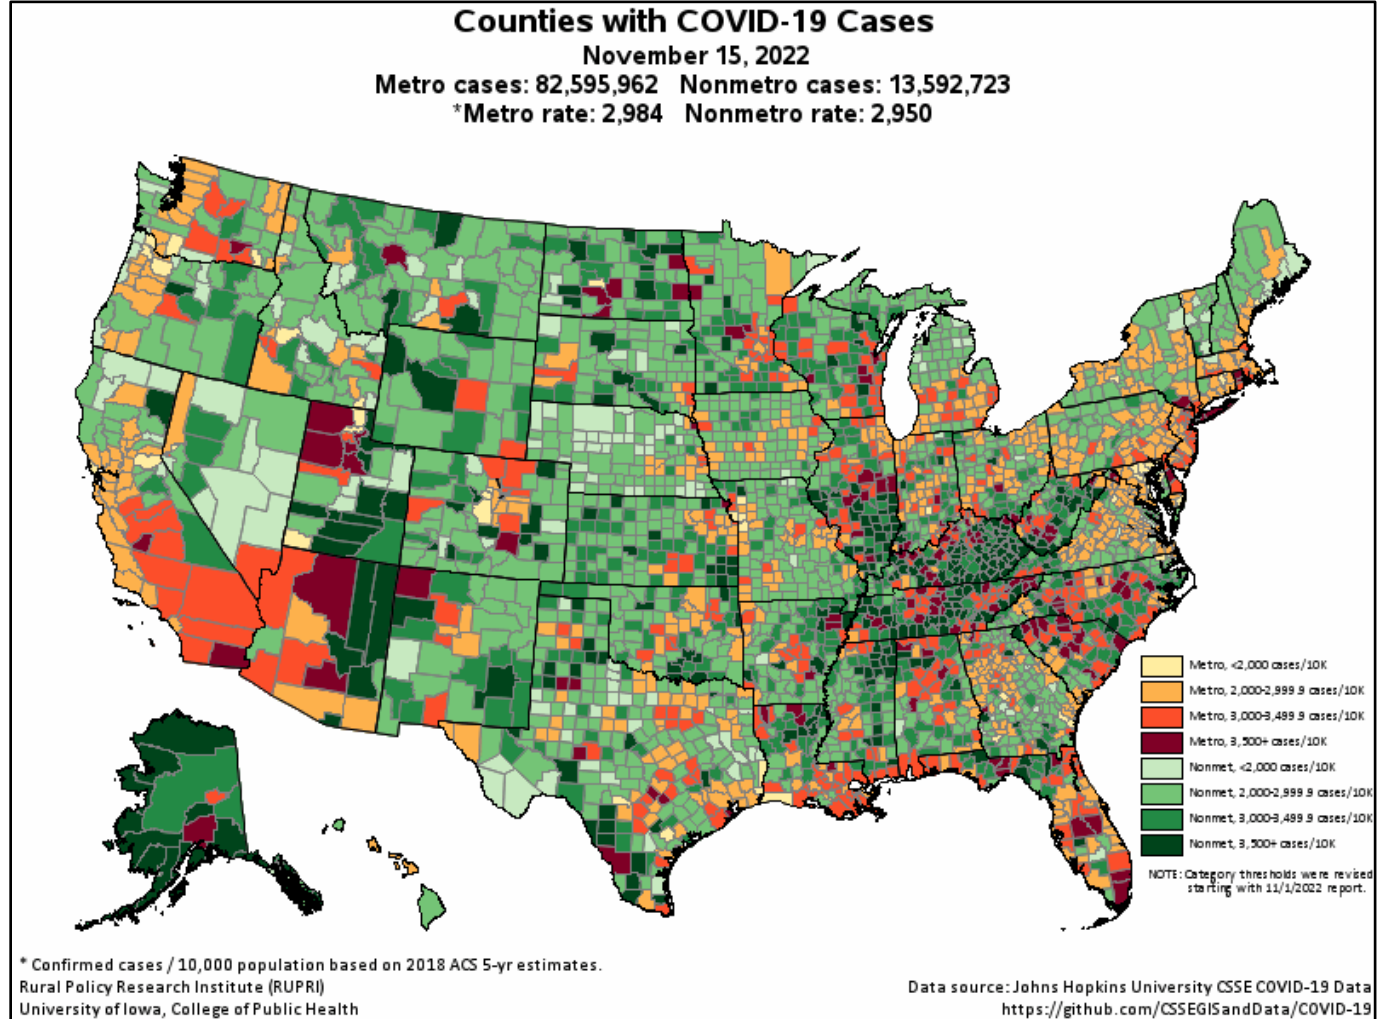 Counties with COVID-19 Cases
November 15, 2022
Metro cases: 82,595,962 Nonmetro cases: 13,592,723
*Metro rate: 2,984 Nonmetro rate: 2,950
Metro, <2,000 cases/10K
Metro, 2,000-2,999.9 cases/10K
Metro, 3,000-3,499.9 cases/10K
Metro, 3,500+ cases/10K
Nonmet, <2,000 cases/10K
Nonmet, 2,000-2,999.9 cases/10K
Nonmet, 3,000-3,499.9 cases/10K
Nonmet, 3,500+ cases/10K
NOTE: Category thresholds were revised
starting with 11/1/2022 report.
* Confirmed cases / 10,000 population based on 2018 ACS 5-yr estimates.
Rural Policy Research Institute (RUPRI)
University of Iowa, College of Public Health
Data source: Johns Hopkins University CSSE COVID-19 Data
https://github.com/CSSEGISandData/COVID-19